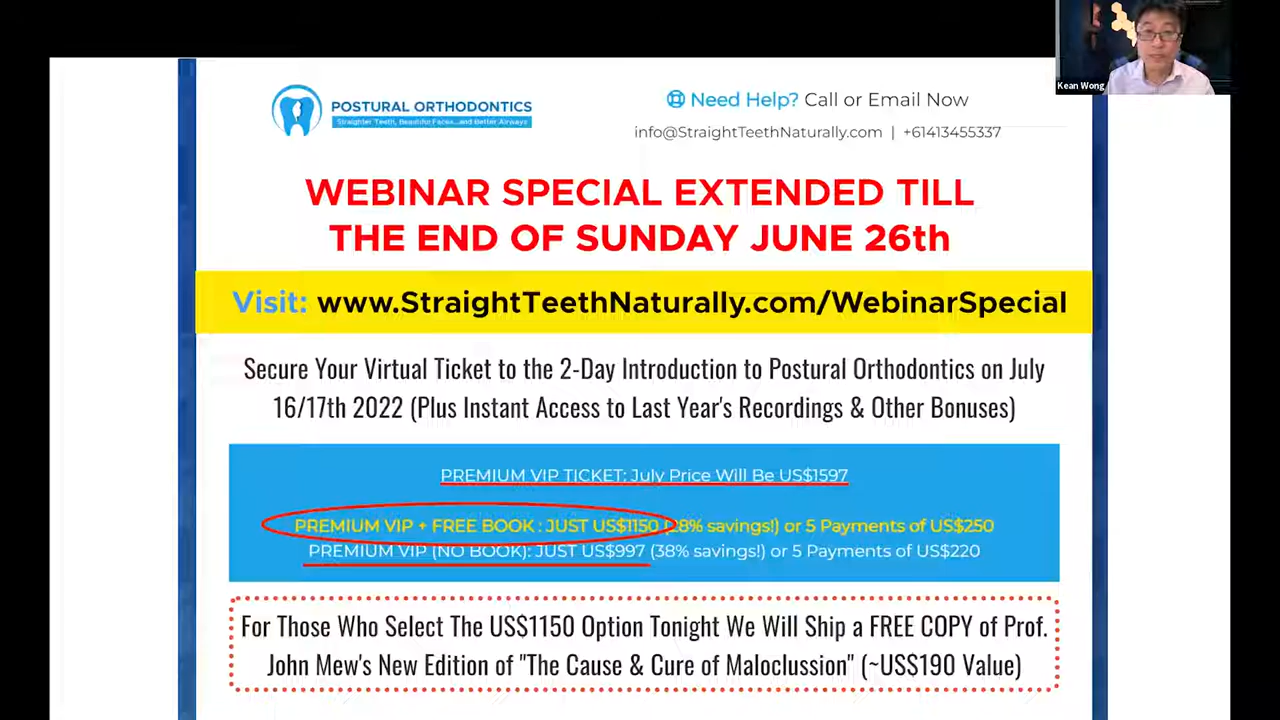 Kean Wong
POSTURAL ORTHODONTICS
Straighter Teeth, Beautiful Faces...and Better Airways
Need Help? Call or Email Now
info@StraightTeethNaturally.com | +61413455337
WEBINAR SPECIAL EXTENDED TILL
THE END OF SUNDAY JUNE 26th
Visit: www.StraightTeethNaturally.com/WebinarSpecial
Secure Your Virtual Ticket to the 2-Day Introduction to Postural Orthodontics on July
16/17th 2022 (Plus Instant Access to Last Year's Recordings & Other Bonuses)
PREMIUM VIP TICKET: July Price Will Be US$1597
PREMIUM VIP + FREE BOOK : JUST US$1150 (28% savings!) or 5 Payments of US$250
PREMIUM VIP (NO BOOK): JUST US$997 (38% savings!) or 5 Payments of US$220
For Those Who Select The US$1150 Option Tonight We Will Ship a FREE COPY of Prof.
John Mew's New Edition of "The Cause & Cure of Maloclussion" (~US$190 Value)